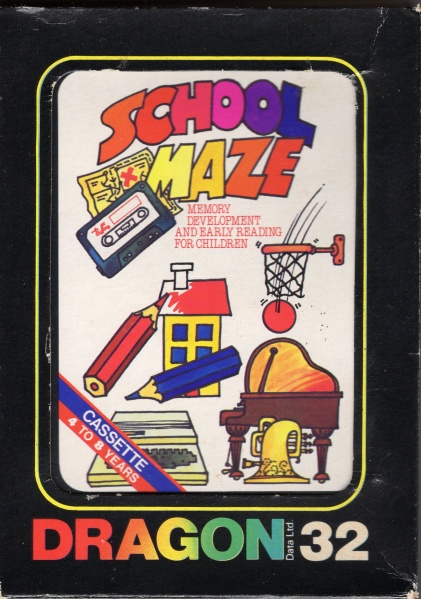 SCHOOL
MAZE
MEMORY
DEVELOPMENT
AND EARLY READING
FOR CHILDREN
CASSETTE
4 TO 8 YEARS
DRAGON 32
Data Ltd.